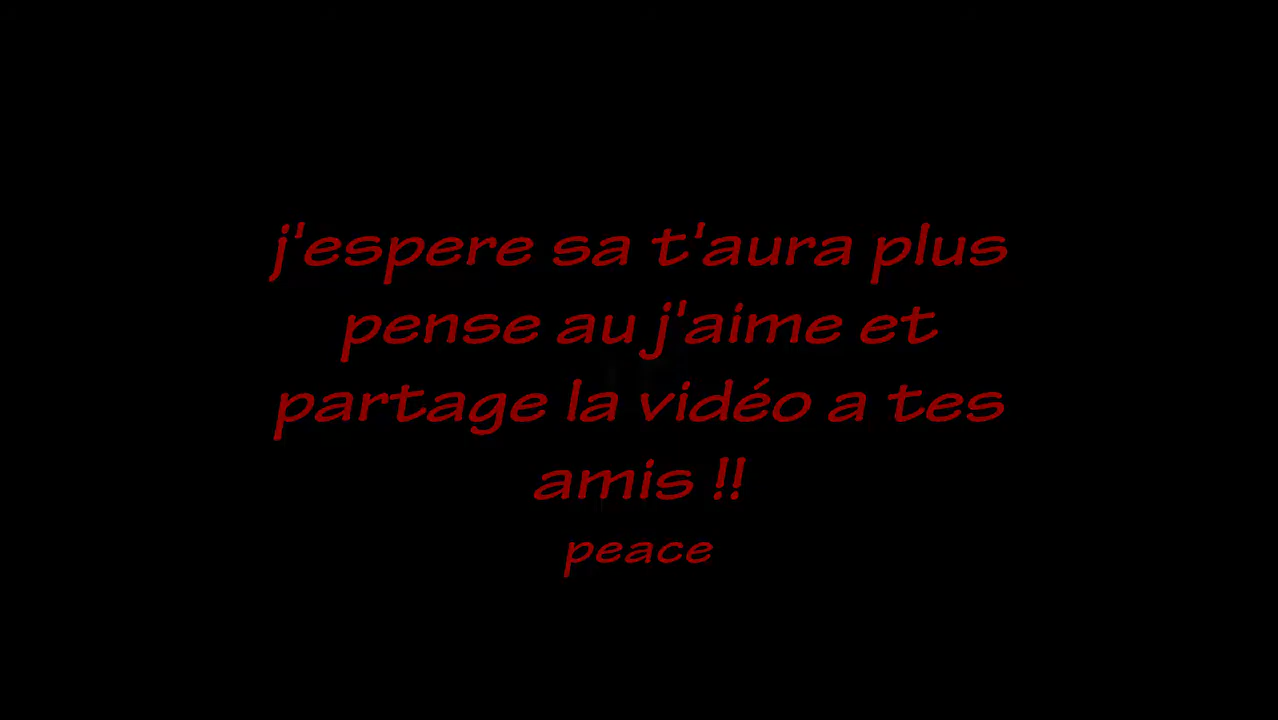 j'espere sa t'aura plus
pense au j'aime et
partage la vidéo a tes
amis !!
peace